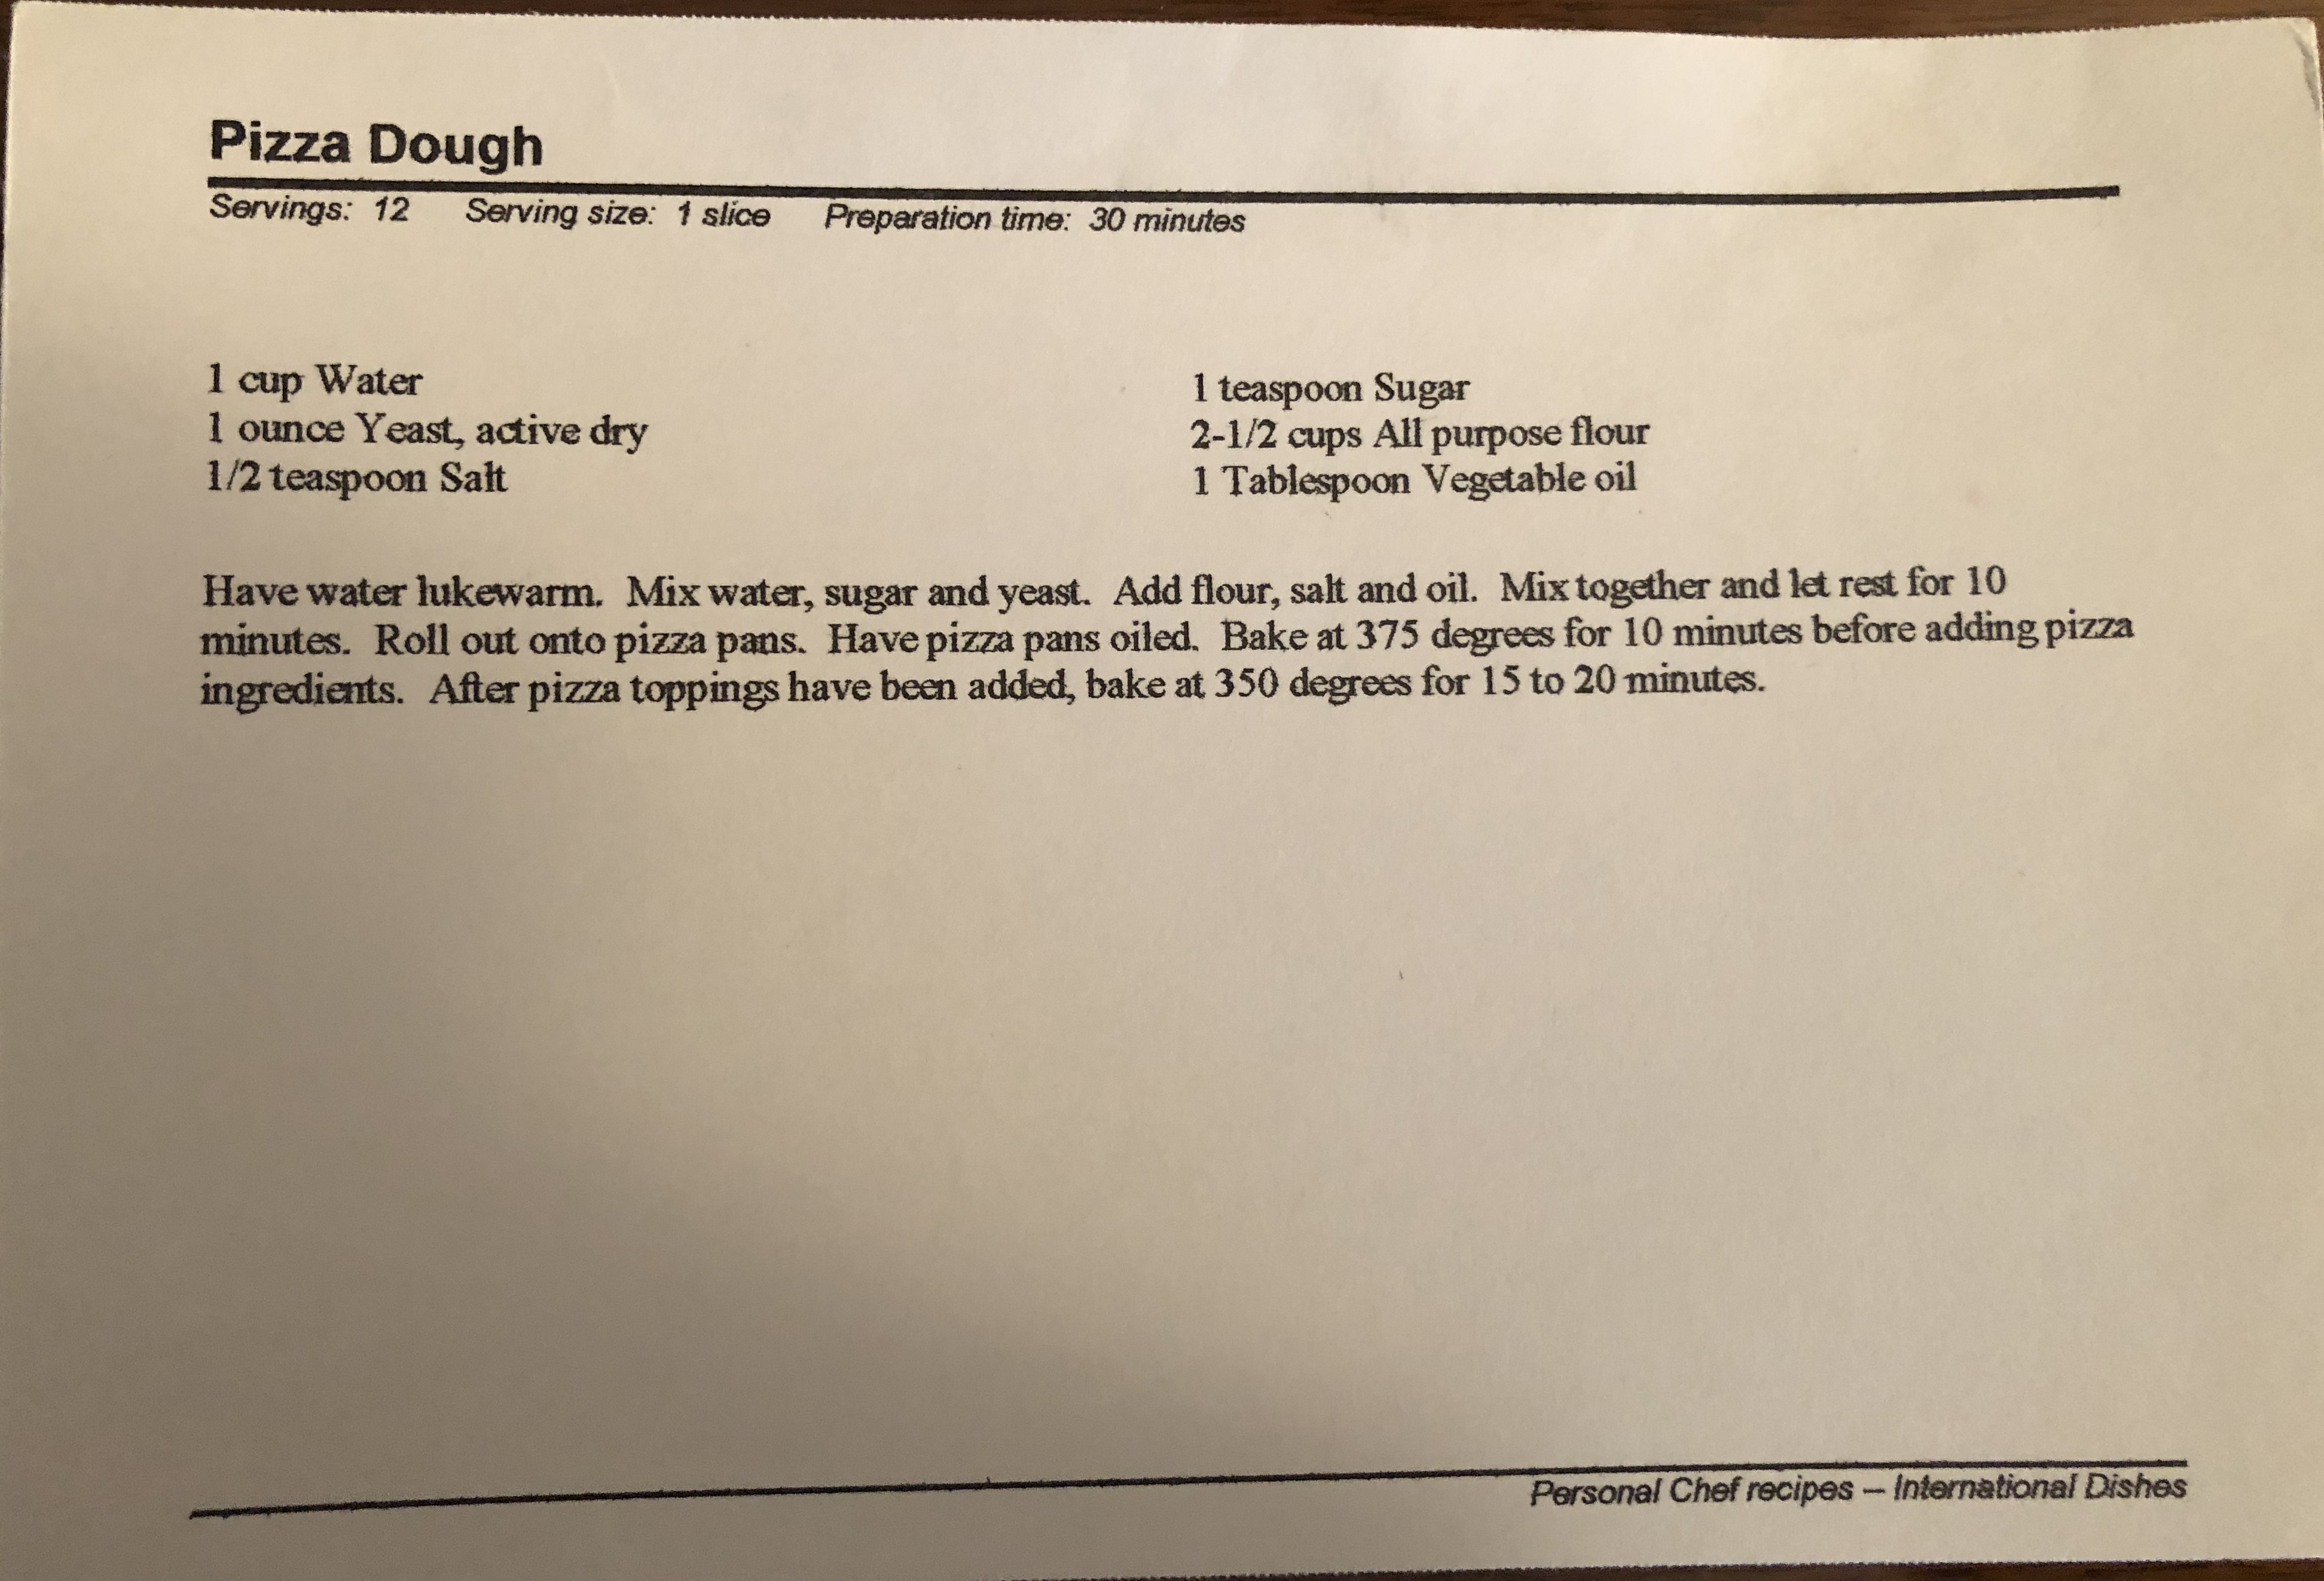 Pizza Dough
Servings: 12 Serving size: 1 slice Preparation time: 30 minutes
1 cup Water
1 ounce Yeast, active dry
1/2 teaspoon Salt
1 teaspoon Sugar
2-1/2 cups All purpose flour
1 Tablespoon Vegetable oil
Have water lukewarm. Mix water, sugar and yeast. Add flour, salt and oil. Mix together and let rest for 10
minutes. Roll out onto pizza pans. Have pizza pans oiled. Bake at 375 degrees for 10 minutes before adding pizza
ingredients. After pizza toppings have been added, bake at 350 degrees for 15 to 20 minutes.
Personal Chef recipes – International Dishes